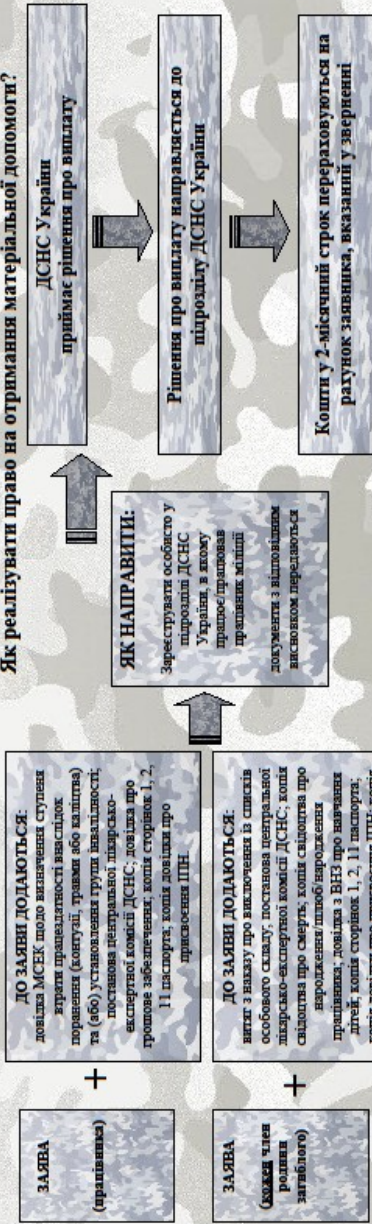 Як реалізувати право на отримання матеріальної допомоги?
ЗАЯВА
(працівника)
+
ДО ЗАЯВИ ДОДАЮТЬСЯ:
довідка МСЕК щодо визначення ступеня
втрати працездатності внаслідок
поранення (контузії, травми або каліцтва)
та (або) установлення групи інвалідності;
постанова центральної лікарсько-
експертної комісії ДСНС; довідка про
грошове забезпечення; копія сторінок 1, 2,
11 паспорта; копія довідки про
присвоєння ІПН
ЗАЯВА
(кожен член
родини
загиблого)
+
ДО ЗАЯВИ ДОДАЮТЬСЯ:
витяг з наказу про виключення із списків
особового складу; постанова центральної
лікарсько-експертної комісії ДСНС; копія
свідоцтва про смерть; копія свідоцтва про
народження/шлюб/народження
працівника; довідка з ВНЗ про навчання
дітей; копія сторінок 1, 2, 11 паспорта;
ЯК НАПРАВИТИ:
Зареєструвати особисто у
підрозділі ДСНС
України, в якому
працює/працював
працівник міліції
документи з відповідним
висновком передаються
ДСНС України
приймає рішення про виплату
Рішення про виплату направляється до
підрозділу ДСНС України
Кошти у 2-місячний строк перераховуються на
рахунок заявника, вказаний у зверненні